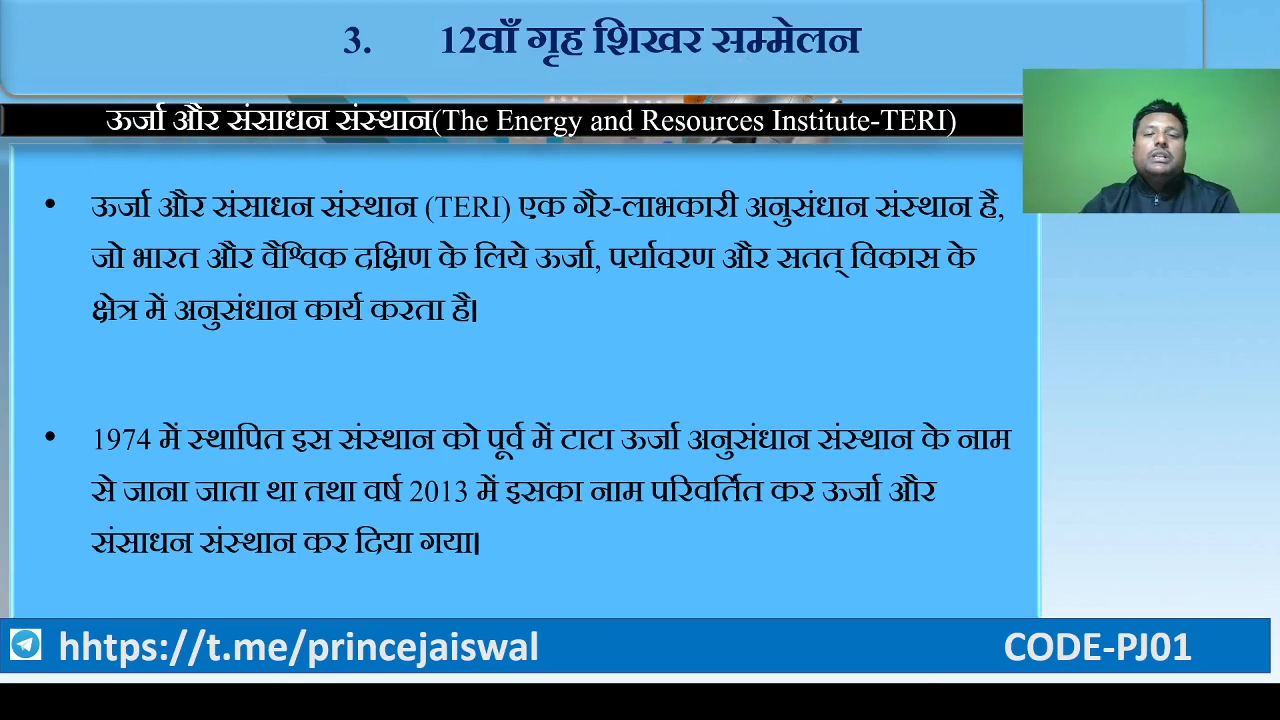 3. 12वाँ गृह शिखर सम्मेलन
ऊर्जा और संसाधन संस्थान(The Energy and Resources Institute-TERI)
• ऊर्जा और संसाधन संस्थान (TERI) एक गैर-लाभकारी अनुसंधान संस्थान है,
जो भारत और वैश्विक दक्षिण के लिये ऊर्जा, पर्यावरण और सतत् विकास के
क्षेत्र में अनुसंधान कार्य करता है।
• 1974 में स्थापित इस संस्थान को पूर्व में टाटा ऊर्जा अनुसंधान संस्थान के नाम
से जाना जाता था तथा वर्ष 2013 में इसका नाम परिवर्तित कर ऊर्जा और
संसाधन संस्थान कर दिया गया।
hhtps://t.me/princejaiswal
CODE-PJ01